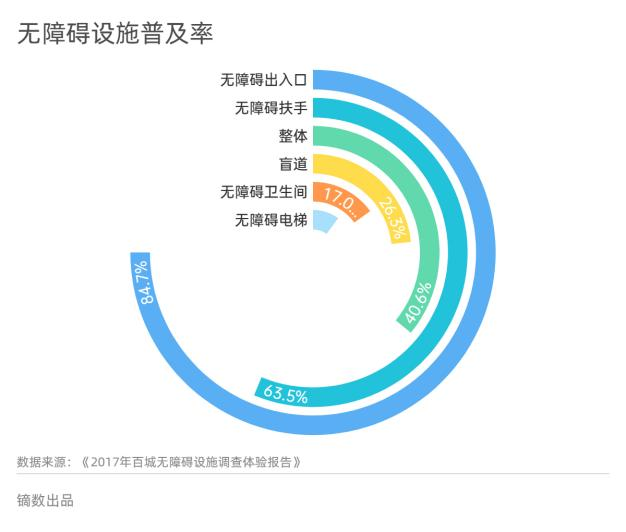 无障碍设施普及率
无障碍出入口
无障碍扶手
整体
盲道
无障碍卫生间
无障碍电梯
17.0...
26.3%
40.6%
84.7%
63.5%
数据来源：《2017年百城无障碍设施调查体验报告》
镝数出品